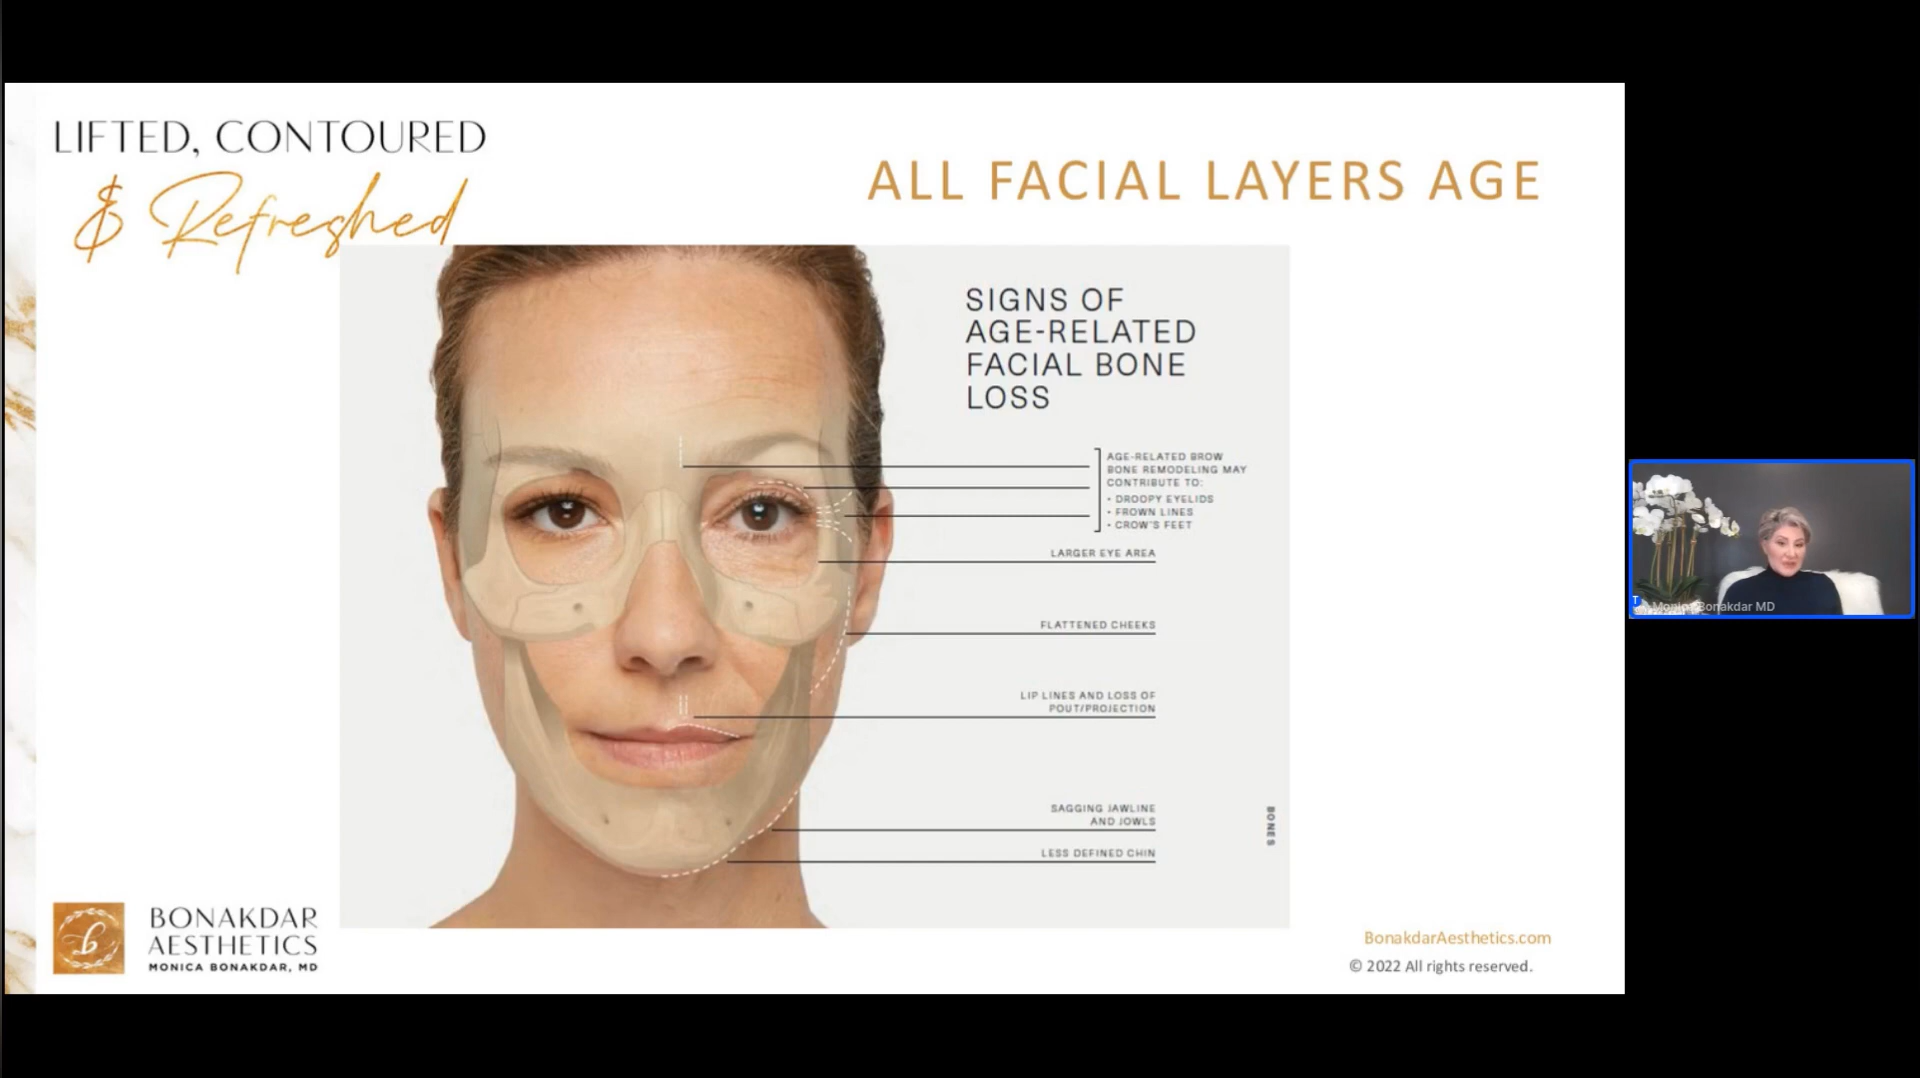 LIFTED, CONTOURED
& Refreshed
ALL FACIAL LAYERS AGE
SIGNS OF
AGE-RELATED
FACIAL BONE
LOSS
AGE-RELATED BROW
BONE REMODELING MAY
CONTRIBUTE TO:
• DROOPY EYELIDS
• FROWN LINES
• CROW'S FEET
LARGER EYE AREA
FLATTENED CHEEKS
LIP LINES AND LOSS OF
POUT/PROJECTION
SAGGING JAWLINE
AND JOWLS
LESS DEFINED CHIN
BONES
b
BONAKDAR
AESTHETICS
MONICA BONAKDAR, MD
BonakdarAesthetics.com
© 2022 All rights reserved.
T
Monica Bonakdar MD